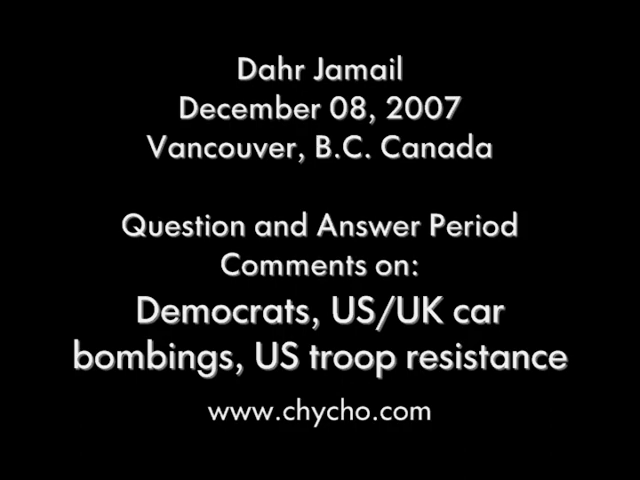 Dahr Jamail
December 08, 2007
Vancouver, B.C. Canada
Question and Answer Period
Comments on:
Democrats, US/UK car
bombings, US troop resistance
www.chycho.com